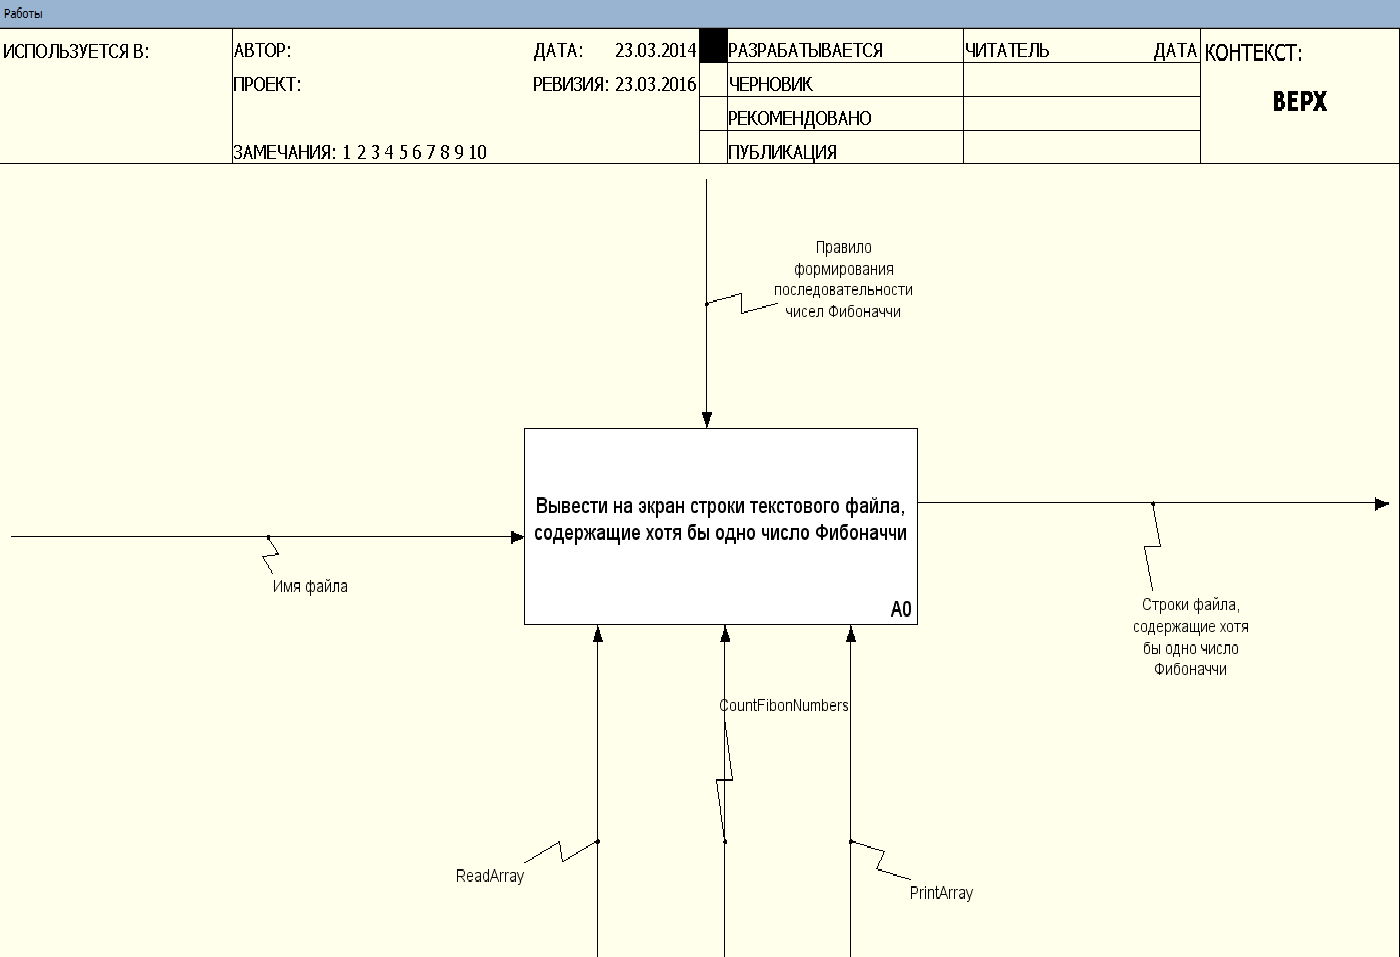 Работы
ИСПОЛЬЗУЕТСЯ В:
АВТОР:
ДАТА: 23.03.2014
ПРОЕКТ:
РЕВИЗИЯ: 23.03.2016
ЗАМЕЧАНИЯ: 1 2 3 4 5 6 7 8 9 10
РАЗРАБАТЫВАЕТСЯ
ЧЕРНОВИК
РЕКОМЕНДОВАНО
ПУБЛИКАЦИЯ
ЧИТАТЕЛЬ
ДАТА
КОНТЕКСТ:
ВЕРХ
Правило
формирования
последовательности
чисел Фибоначчи
Вывести на экран строки текстового файла,
содержащие хотя бы одно число Фибоначчи
A0
Имя файла
Строки файла,
содержащие хотя
бы одно число
Фибоначчи
CountFibonNumbers
ReadArray
PrintArray